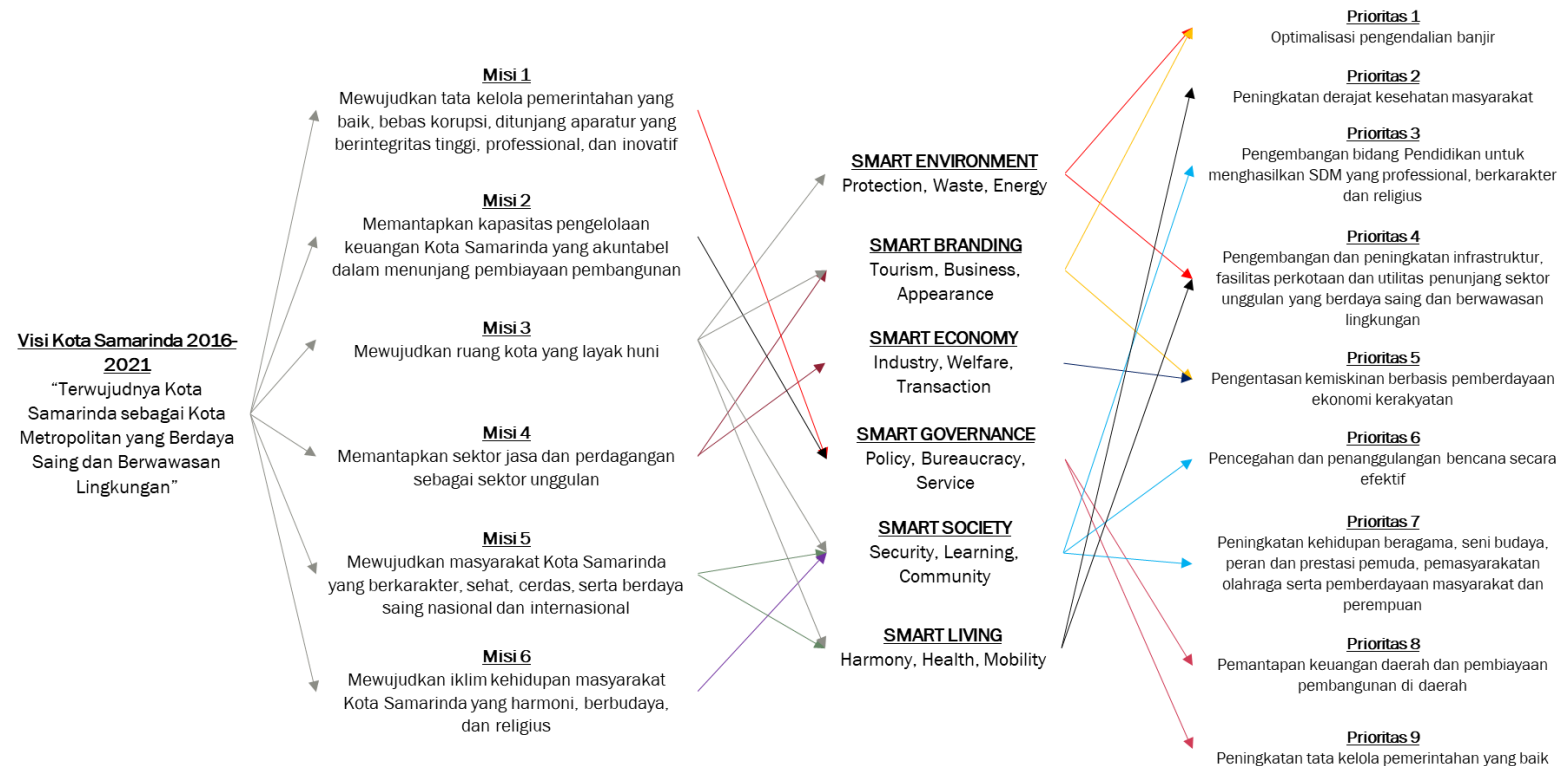 Visi Kota Samarinda 2016-
2021
“Terwujudnya Kota
Samarinda sebagai Kota
Metropolitan yang Berdaya
Saing dan Berwawasan
Lingkungan”
Misi 1
Mewujudkan tata kelola pemerintahan yang
baik, bebas korupsi, ditunjang aparatur yang
berintegritas tinggi, professional, dan inovatif
Misi 2
Memantapkan kapasitas pengelolaan
keuangan Kota Samarinda yang akuntabel
dalam menunjang pembiayaan pembangunan
Misi 3
Mewujudkan ruang kota yang layak huni
Misi 4
Memantapkan sektor jasa dan perdagangan
sebagai sektor unggulan
Misi 5
Mewujudkan masyarakat Kota Samarinda
yang berkarakter, sehat, cerdas, serta berdaya
saing nasional dan internasional
Misi 6
Mewujudkan iklim kehidupan masyarakat
Kota Samarinda yang harmoni, berbudaya,
dan religius
SMART ENVIRONMENT
Protection, Waste, Energy
SMART BRANDING
Tourism, Business,
Appearance
SMART ECONOMY
Industry, Welfare,
Transaction
SMART GOVERNANCE
Policy, Bureaucracy,
Service
SMART SOCIETY
Security, Learning,
Community
SMART LIVING
Harmony, Health, Mobility
Prioritas 1
Optimalisasi pengendalian banjir
Prioritas 2
Peningkatan derajat kesehatan masyarakat
Prioritas 3
Pengembangan bidang Pendidikan untuk
menghasilkan SDM yang professional, berkarakter
dan religius
Prioritas 4
Pengembangan dan peningkatan infrastruktur,
fasilitas perkotaan dan utilitas penunjang sektor
unggulan yang berdaya saing dan berwawasan
lingkungan
Prioritas 5
Pengentasan kemiskinan berbasis pemberdayaan
ekonomi kerakyatan
Prioritas 6
Pencegahan dan penanggulangan bencana secara
efektif
Prioritas 7
Peningkatan kehidupan beragama, seni budaya,
peran dan prestasi pemuda, pemasyarakatan
olahraga serta pemberdayaan masyarakat dan
perempuan
Prioritas 8
Pemantapan keuangan daerah dan pembiayaan
pembangunan di daerah
Prioritas 9
Peningkatan tata kelola pemerintahan yang baik